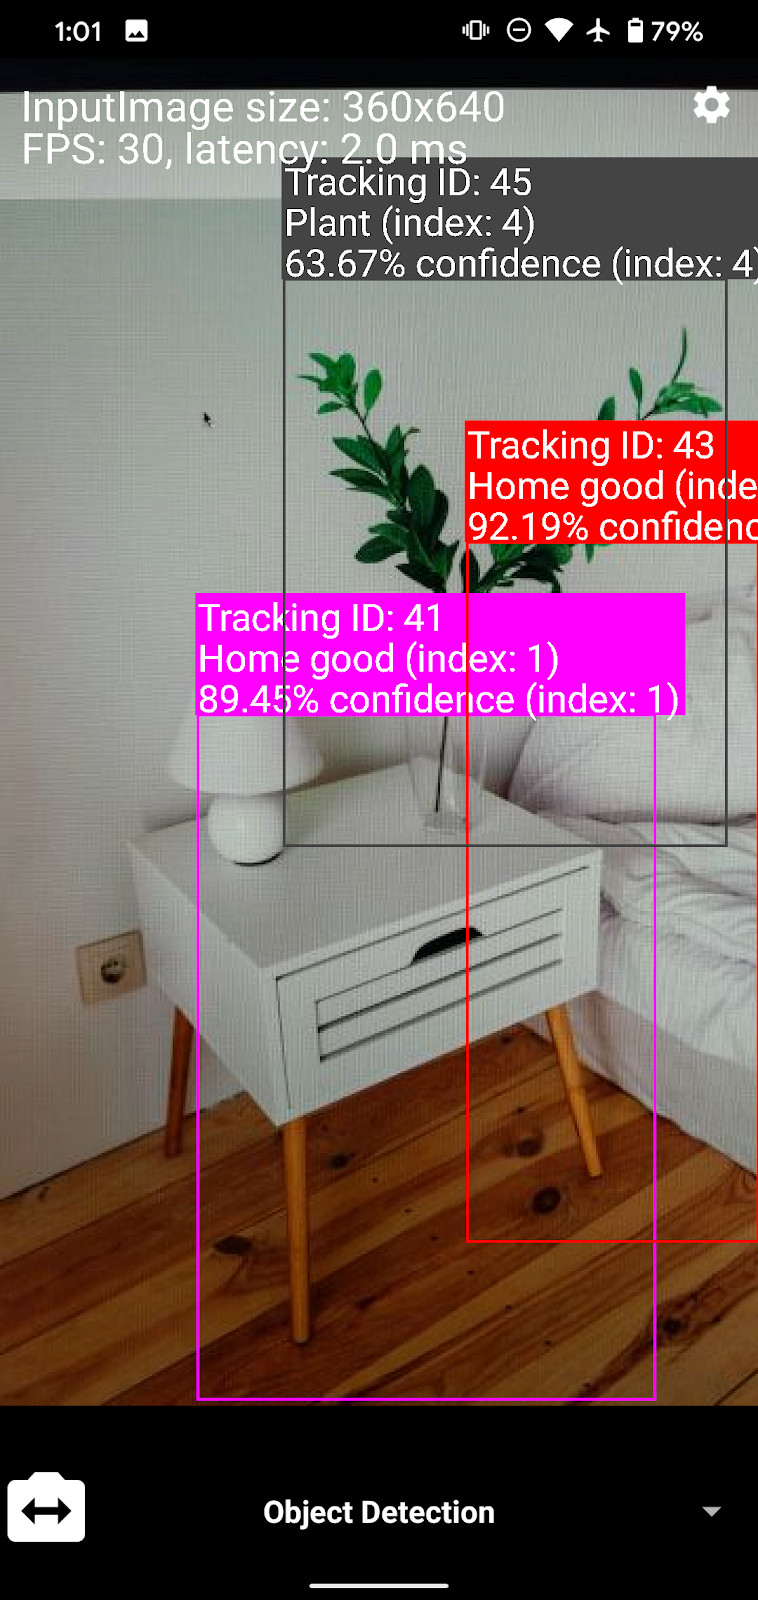 1:01
79%
InputImage size: 360x640
FPS: 30, latency: 2.0 ms
Tracking ID: 45
Plant (index: 4)
63.67% confidence (index: 4)
Tracking ID: 43
Home good (inde
92.19% confidenc
Tracking ID: 41
Home good (index: 1)
89.45% confidence (index: 1)
Object Detection